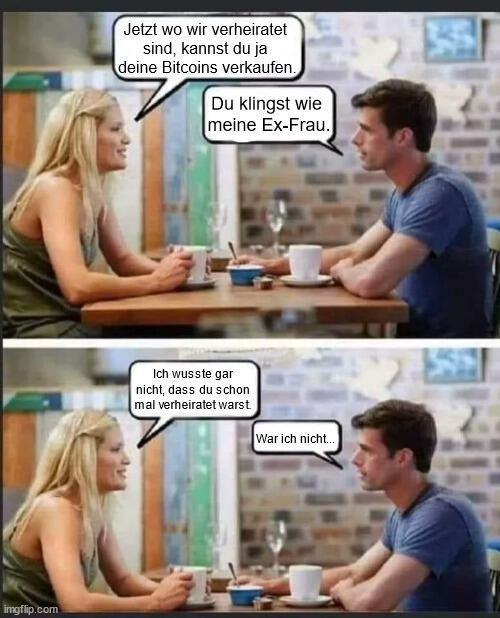 Jetzt wo wir verheiratet
sind, kannst du ja
deine Bitcoins verkaufen.
Du klingst wie
meine Ex-Frau.
Ich wusste gar
nicht, dass du schon
mal verheiratet warst.
War ich nicht...
imgflip.com